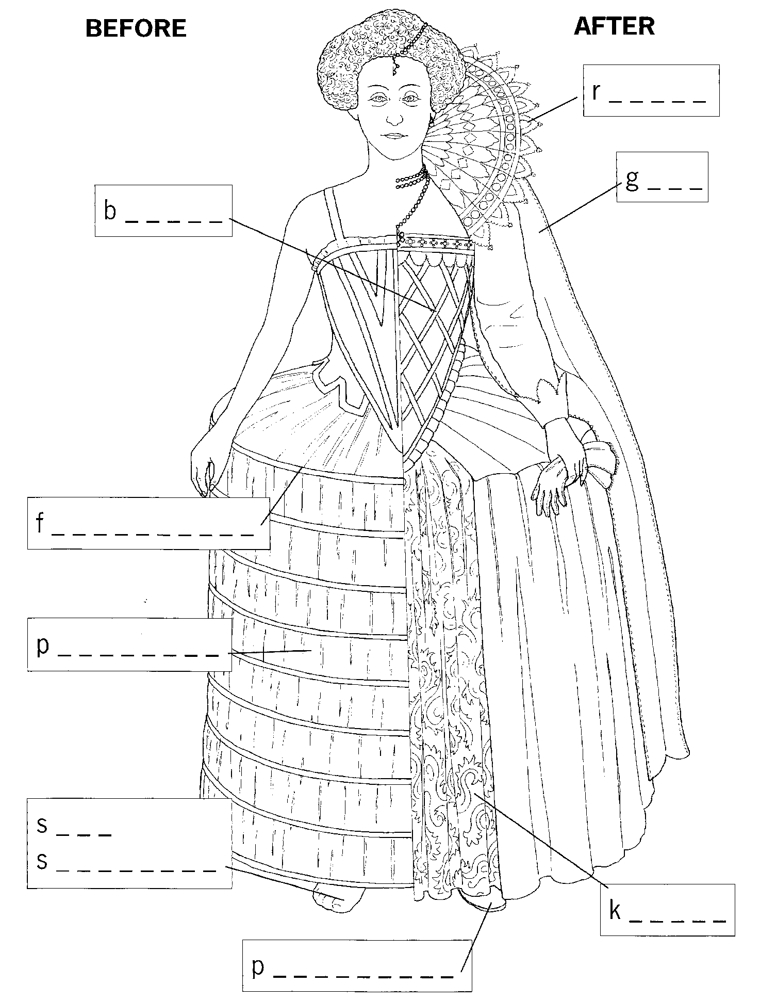 BEFORE
AFTER
r _ _ _ _ _
g _ _ _
b _ _ _ _ _
f _ _ _ _ _ _ _ _ _ _
p _ _ _ _ _ _ _ _
s _ _ _
s _ _ _ _ _ _ _ _
k _ _ _ _ _
p _ _ _ _ _ _ _ _ _